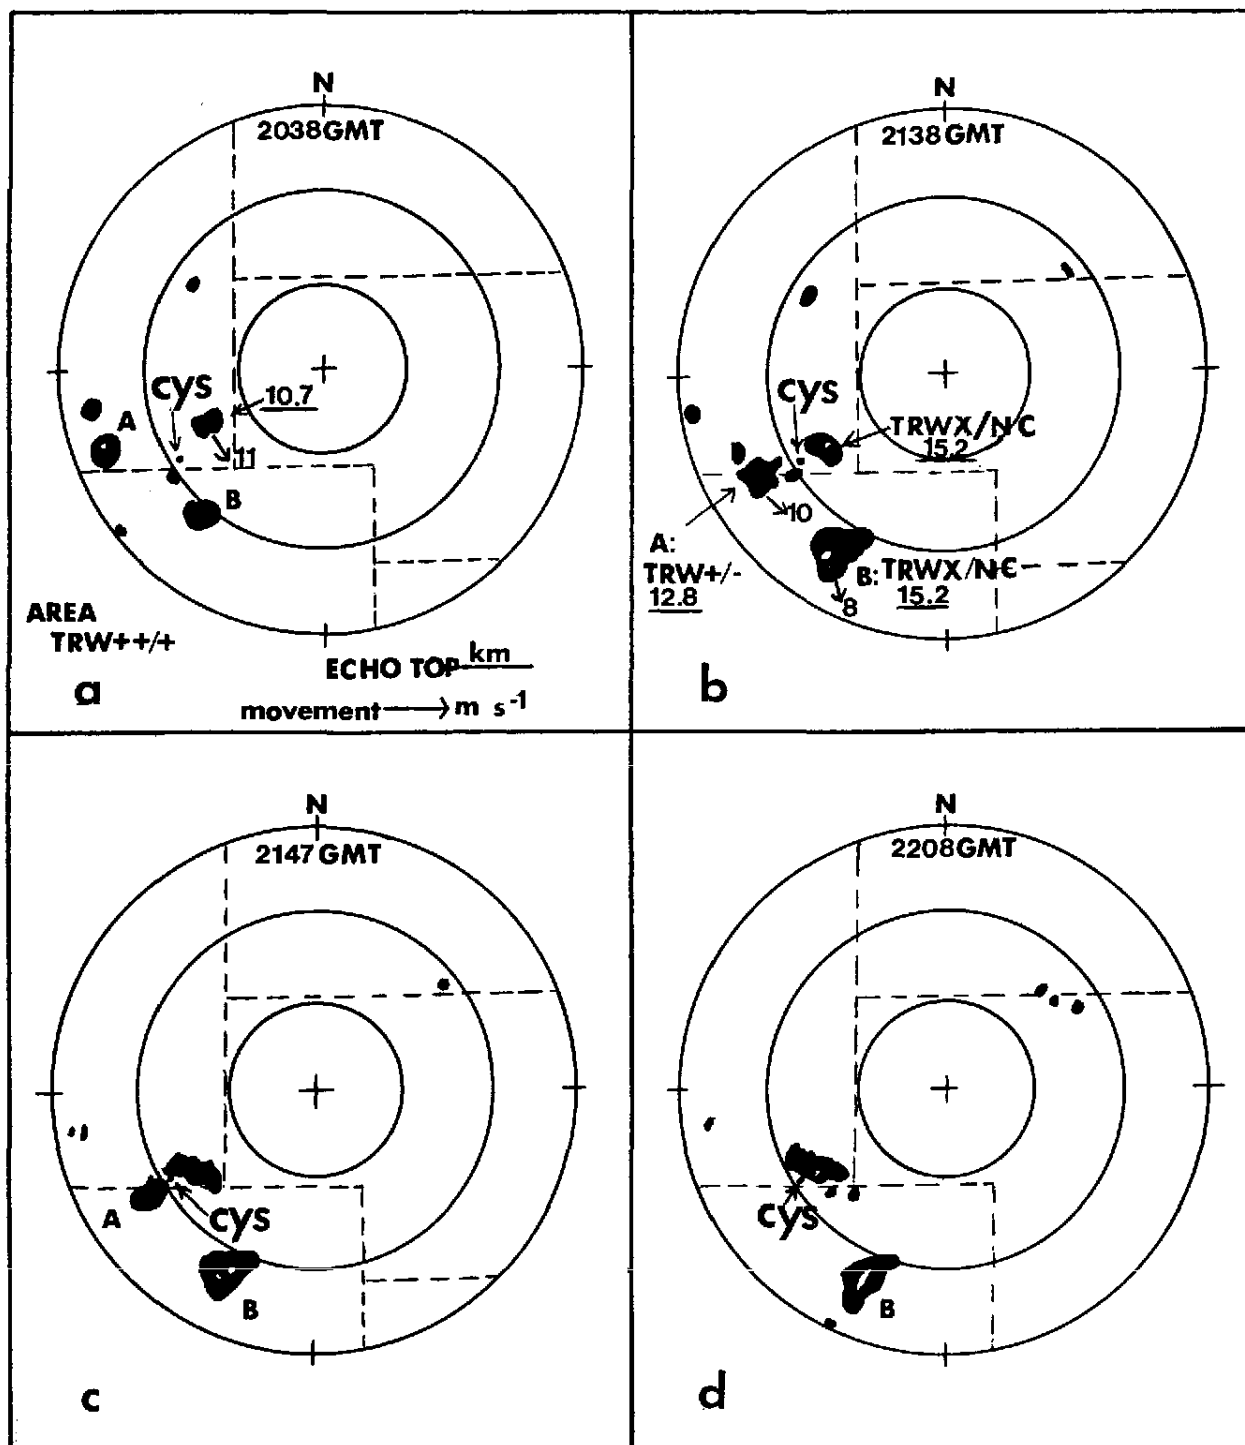 N
2038GMT
cys
10.7
A
11
B
AREA
TRW++/+
ECHO TOP km
movement → m s-1
a
N
2138GMT
cys
TRWX/NC
15.2
10
A:
TRW+/-
12.8
B: TRWX/NC
15.2
8
b
N
2147GMT
A
cys
B
c
N
2208GMT
cys
B
d